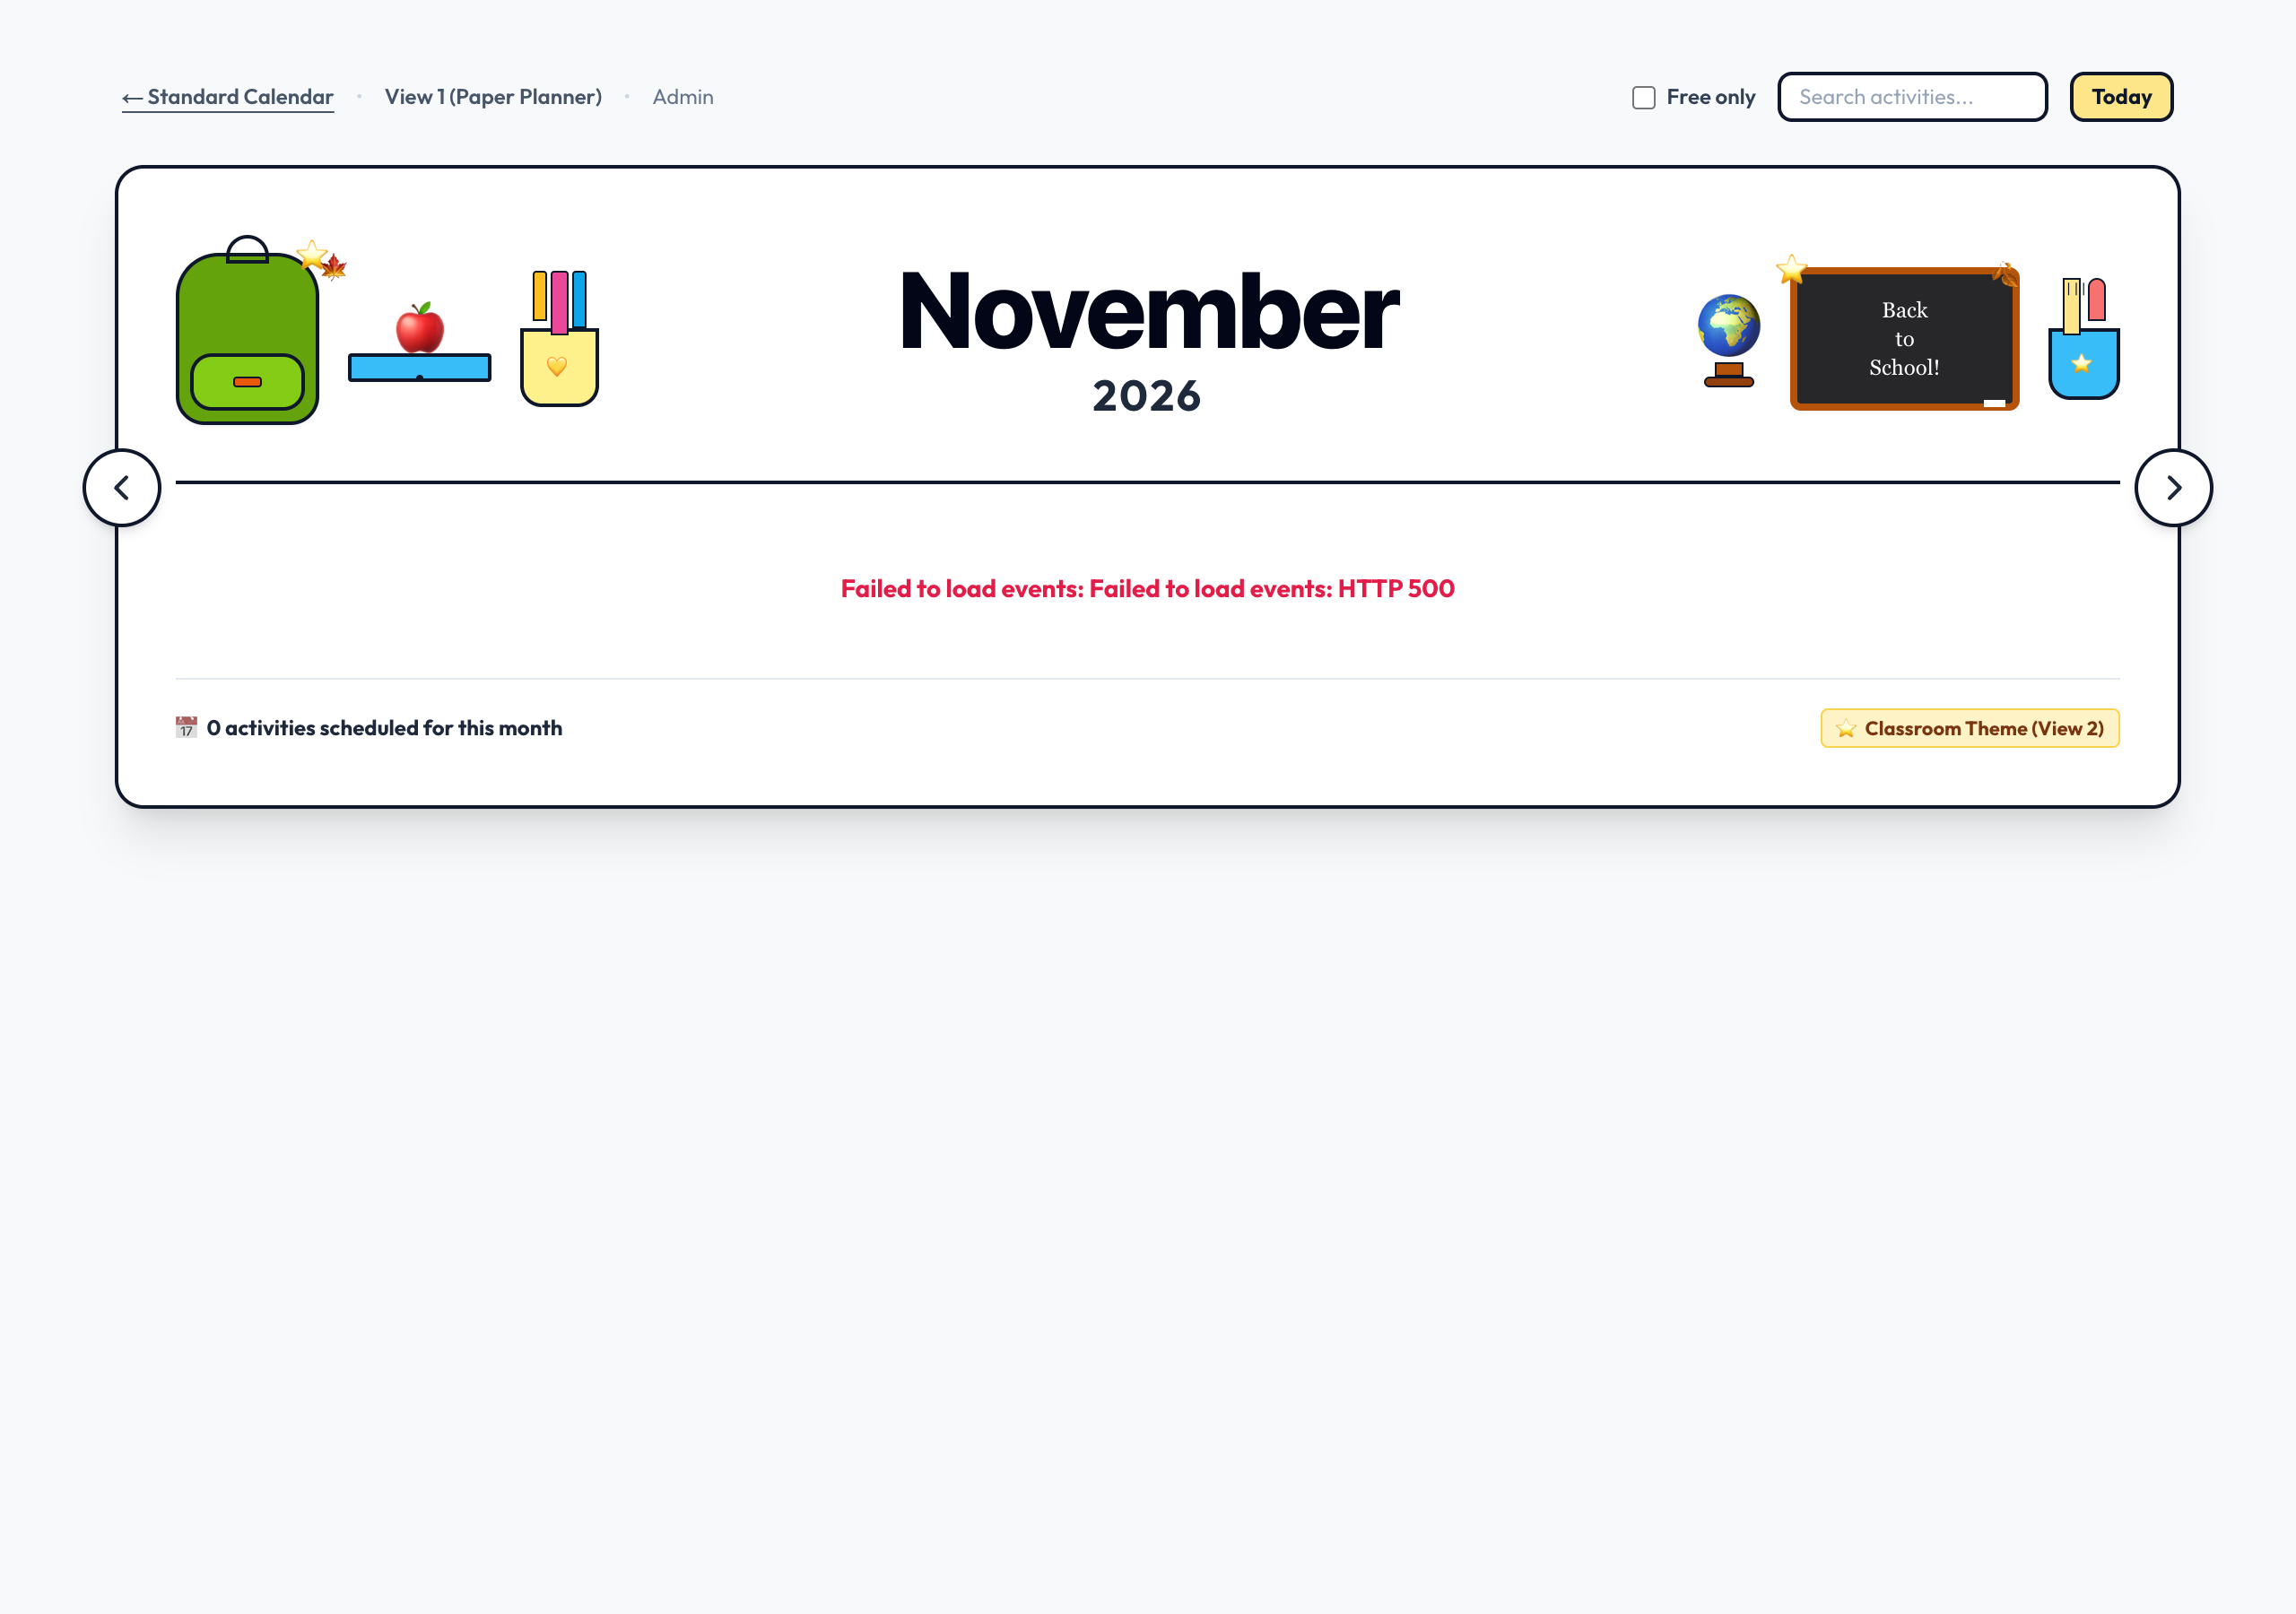 ← Standard Calendar • View 1 (Paper Planner) • Admin
Free only Search activities... Today
November
2026
Back
to
School!
Failed to load events: Failed to load events: HTTP 500
17 0 activities scheduled for this month
Classroom Theme (View 2)